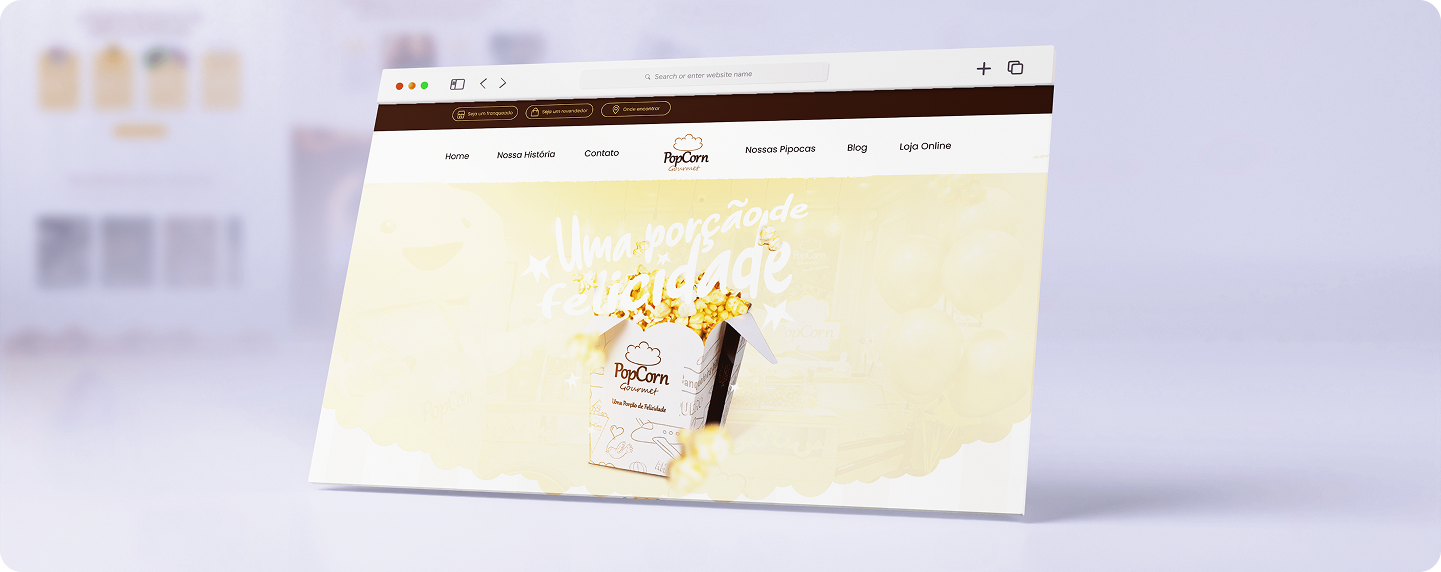 Search or enter website name
Seja um franqueado
Seja um revendedor
Onde encontrar
Home
Nossa História
Contato
PopCorn
Gourmet
Nossas Pipocas
Blog
Loja Online
Uma porção de
felicidade
PopCorn
PopCorn
Gourmet
Uma Porção de Felicidade